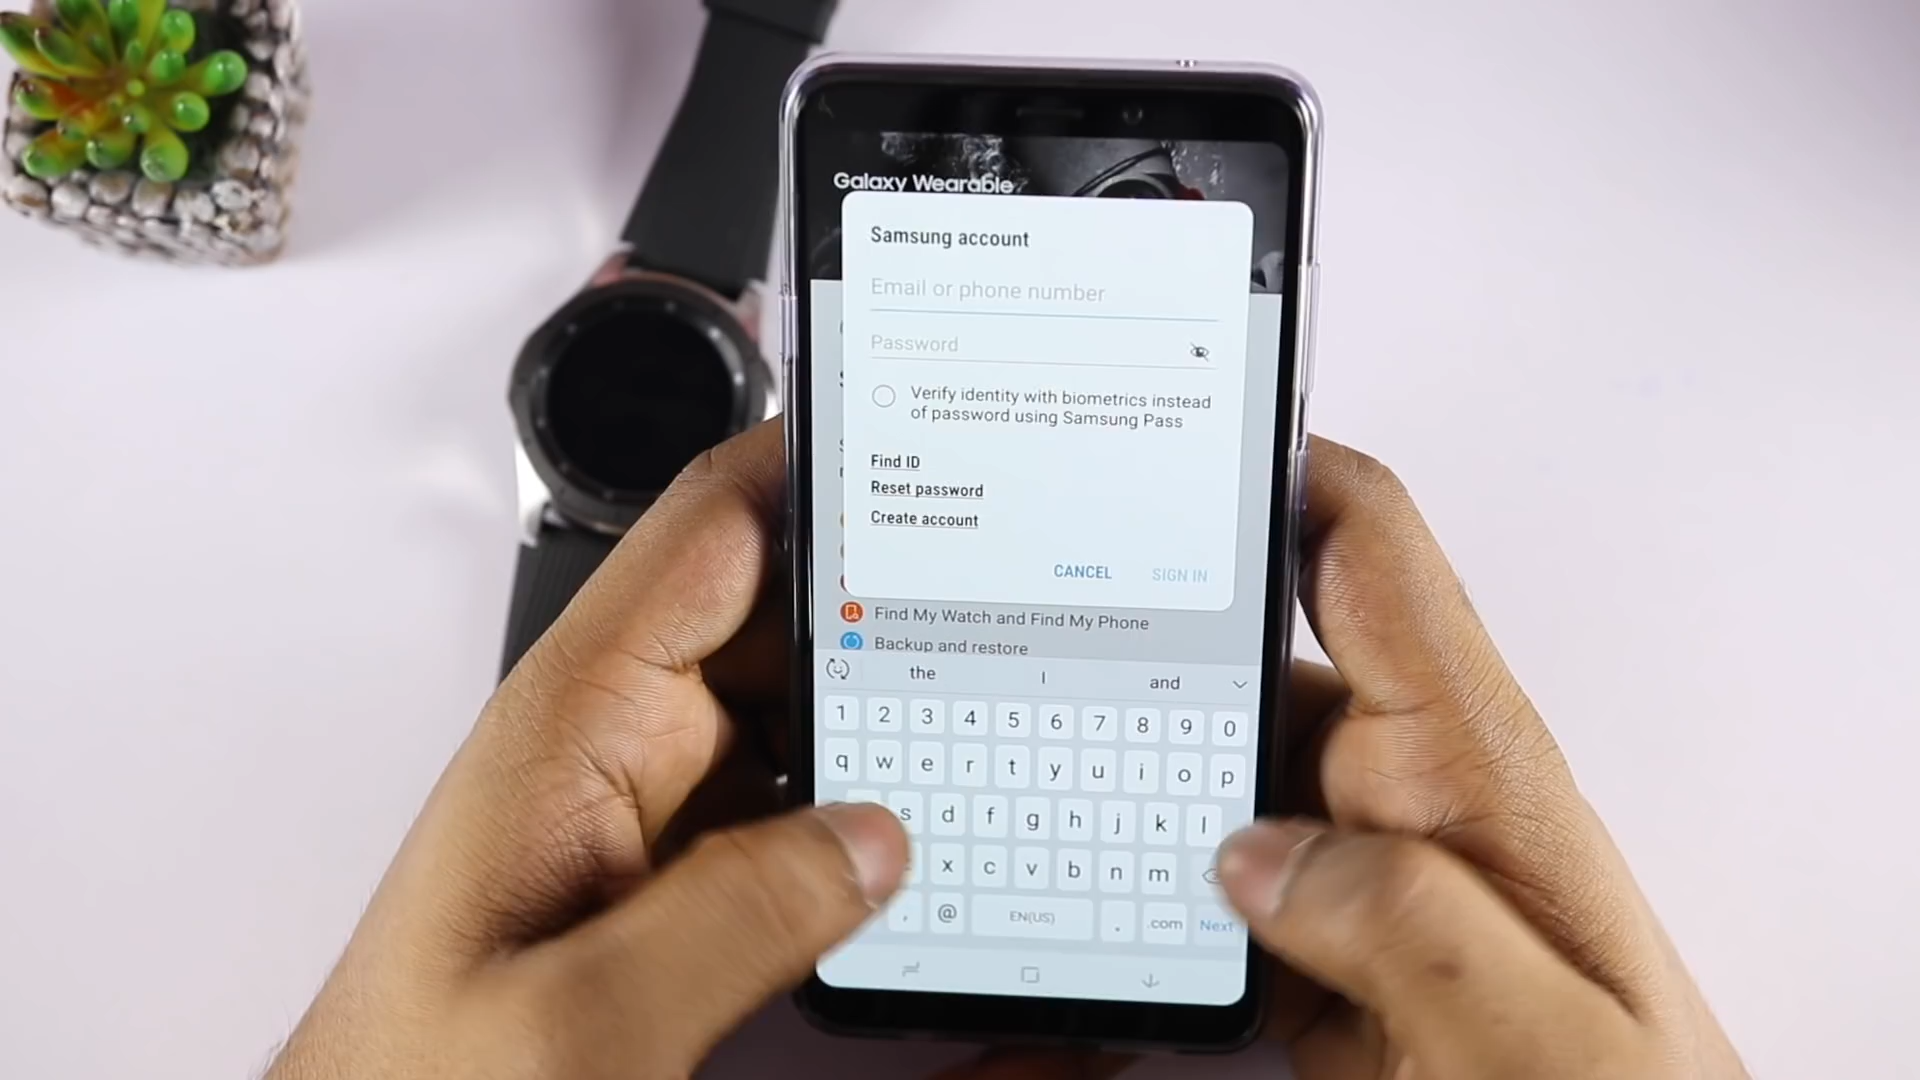 Galaxy Wearable
Samsung account
Email or phone number
Password
Verify identity with biometrics instead
of password using Samsung Pass
Find ID
Reset password
Create account
CANCEL SIGN IN
Find My Watch and Find My Phone
Backup and restore
the I and
1 2 3 4 5 6 7 8 9 0
q w e r t y u i o p
s d f g h j k l
x c v b n m
, @ EN(US) . .com Next